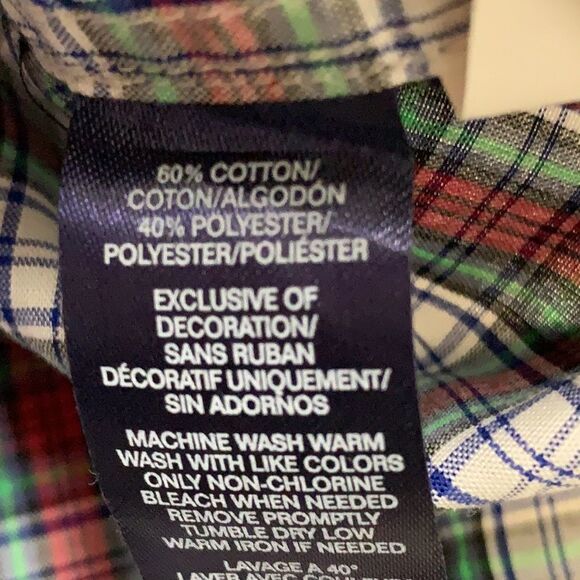 60% COTTON/
COTON/ALGODÓN
40% POLYESTER/
POLYESTER/POLIÉSTER
EXCLUSIVE OF
DECORATION/
SANS RUBAN
DÉCORATIF UNIQUEMENT/
SIN ADORNOS
MACHINE WASH WARM
WASH WITH LIKE COLORS
ONLY NON-CHLORINE
BLEACH WHEN NEEDED
REMOVE PROMPTLY
TUMBLE DRY LOW
WARM IRON IF NEEDED
LAVAGE A 40°
LAVER AVEC